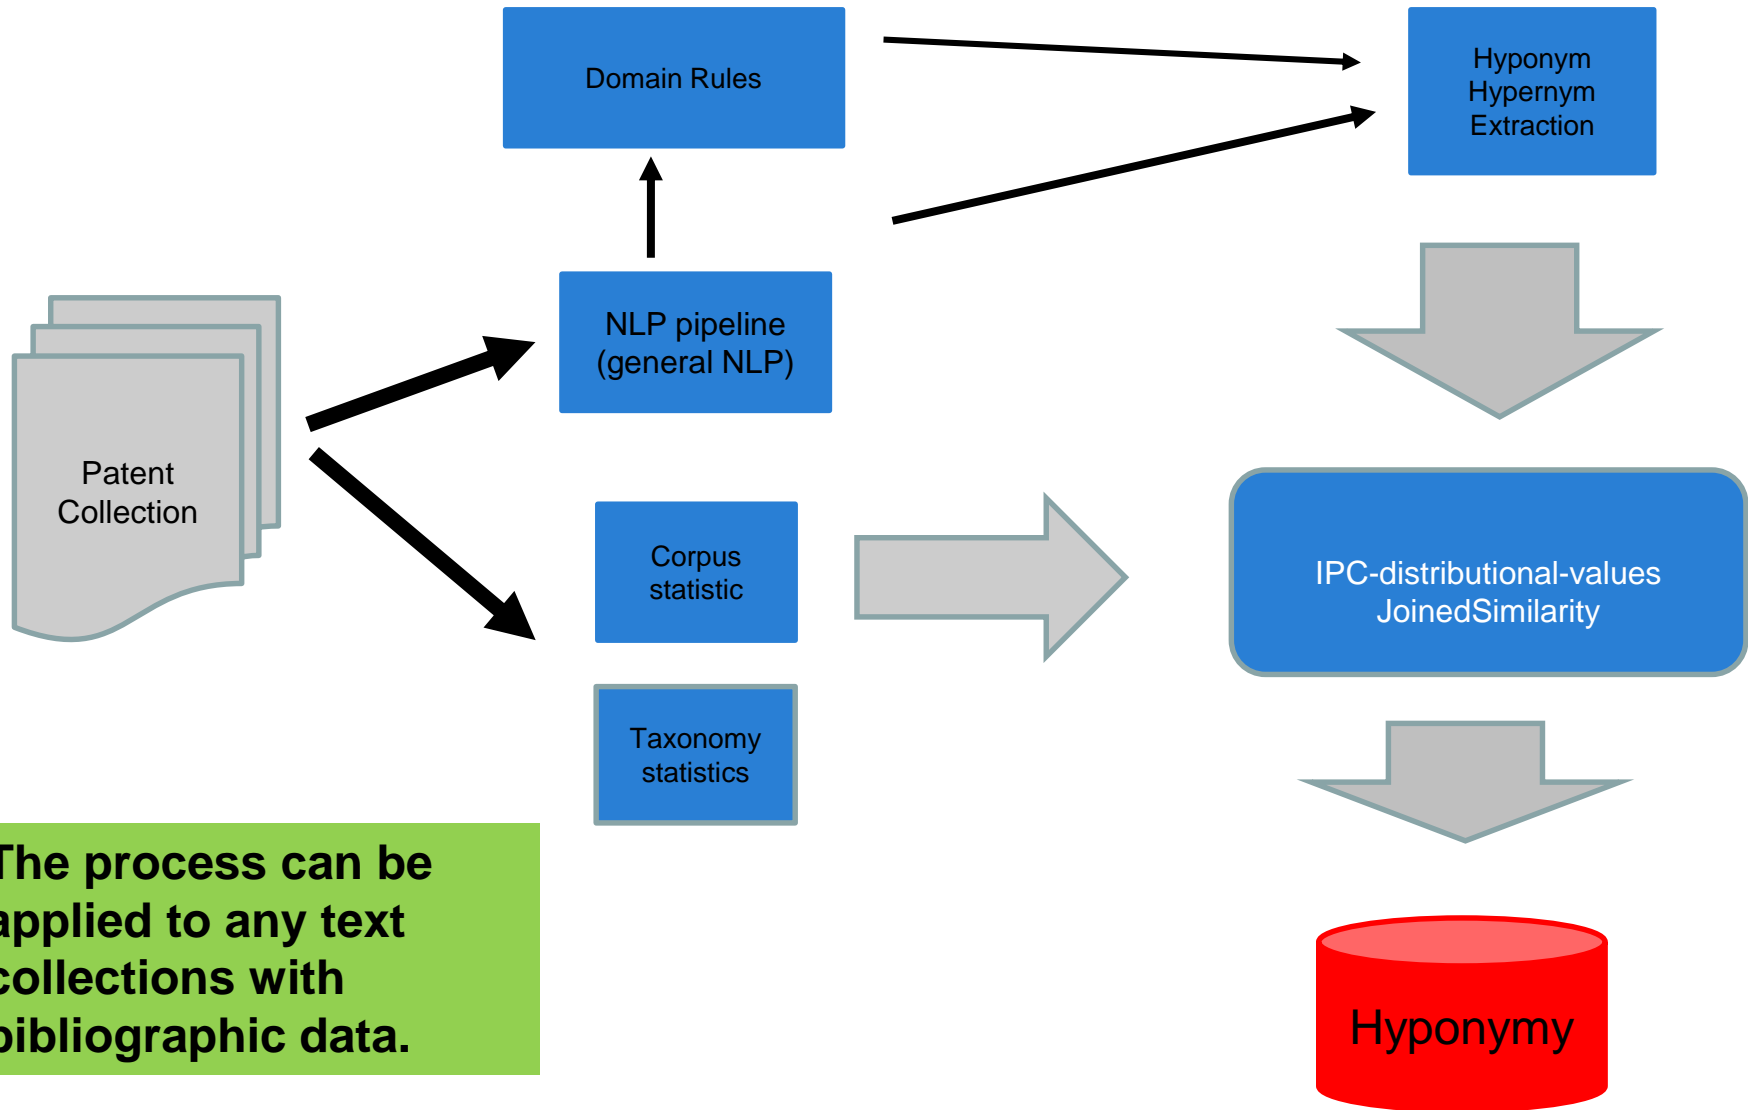 Domain Rules
Hyponym
Hypernym
Extraction
NLP pipeline
(general NLP)
Patent
Collection
Corpus
statistic
IPC-distributional-values
JoinedSimilarity
Taxonomy
statistics
The process can be
applied to any text
collections with
bibliographic data.
Hyponymy